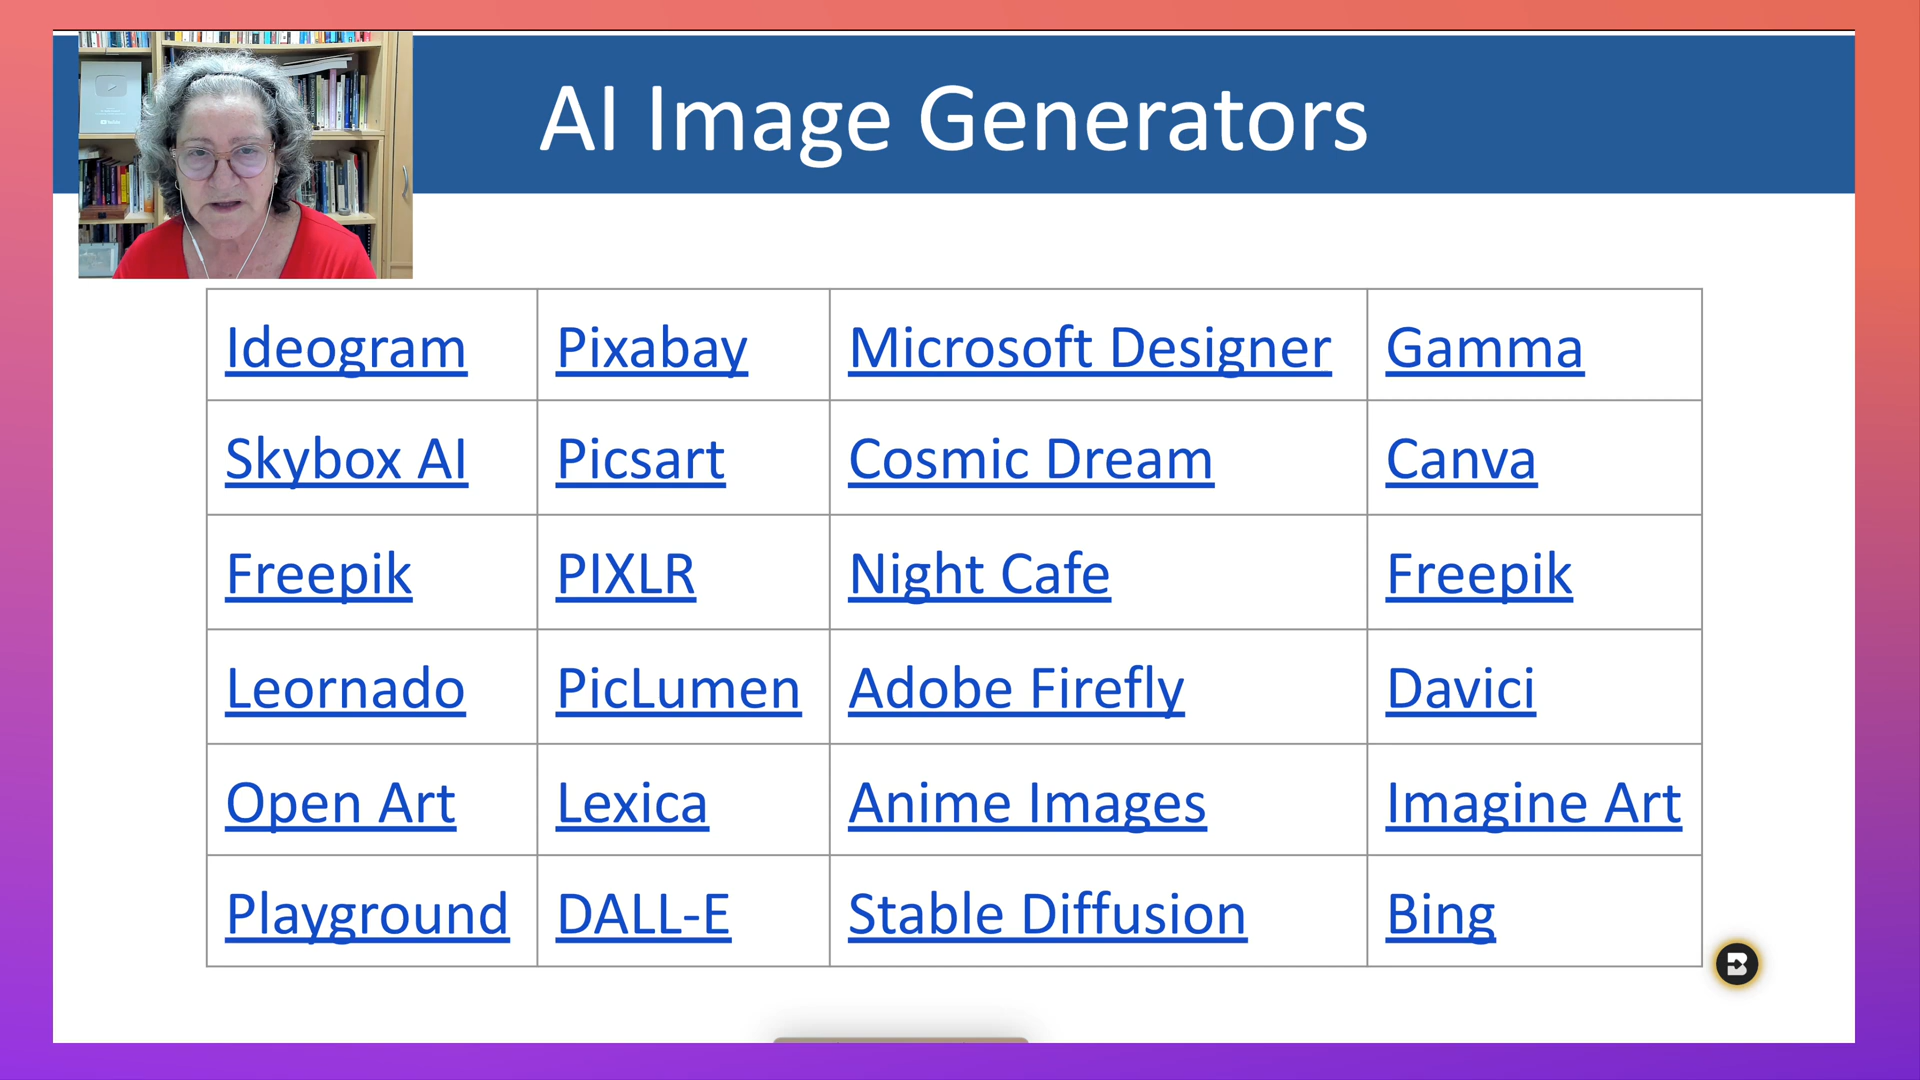 AI Image Generators
Ideogram Pixabay Microsoft Designer Gamma
Skybox AI Picsart Cosmic Dream Canva
Freepik PIXLR Night Cafe Freepik
Leornado PicLumen Adobe Firefly Davici
Open Art Lexica Anime Images Imagine Art
Playground DALL-E Stable Diffusion Bing